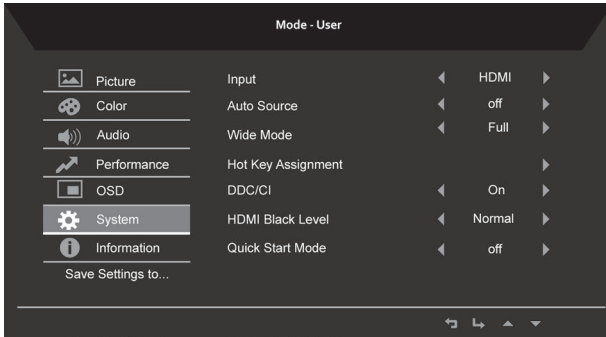 Mode - User
Picture
Input HDMI
Color
Auto Source off
Audio
Wide Mode Full
Performance
Hot Key Assignment
OSD
DDC/CI On
System
HDMI Black Level Normal
Information
Quick Start Mode off
Save Settings to...